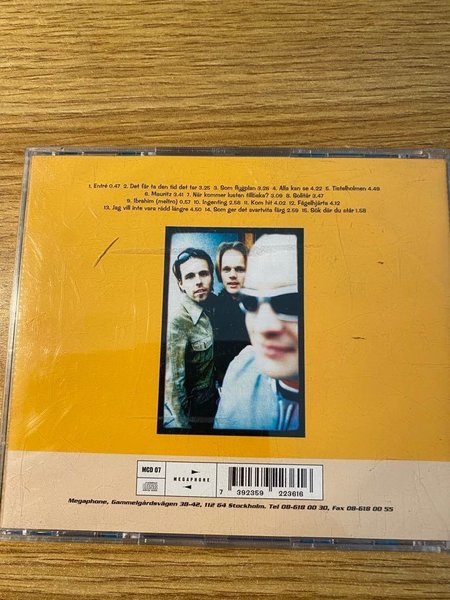 1. Entré 0.47 2. Det får ta den tid det tar 3.25 3. Som flygplan 3.26 4. Alla kan se 4.22 5. Tistelholmen 4.49
6. Mauritz 3.41 7. När kommer lusten tillbaka? 3.09 8. Solitär 3.47
9. Ibrahim (mellro) 0.57 10. Ingenting 2.58 11. Kom hit 4.02 12. Fågelhjärta 4.12
13. Jag vill inte vara rädd längre 4.50 14. Som ger det svartvita färg 2.59 15. Sök där du står 1.58
MCD 07
MEGAPHONE
7 392359 223616
Megaphone, Gammelgårdsvägen 38-42, 112 64 Stockholm. Tel 08-618 00 30, Fax 08-618 00 55